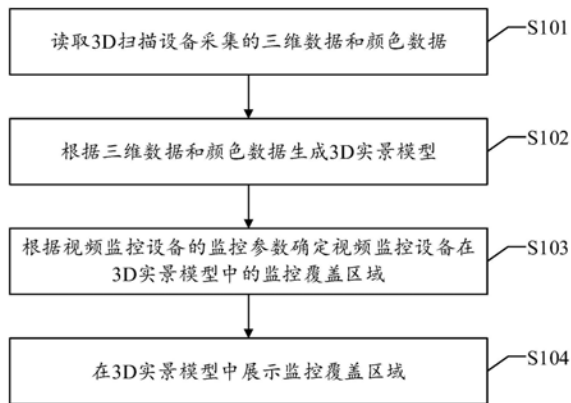 读取3D扫描设备采集的三维数据和颜色数据
S101
根据三维数据和颜色数据生成3D实景模型
S102
根据视频监控设备的监控参数确定视频监控设备在
3D实景模型中的监控覆盖区域
S103
在3D实景模型中展示监控覆盖区域
S104